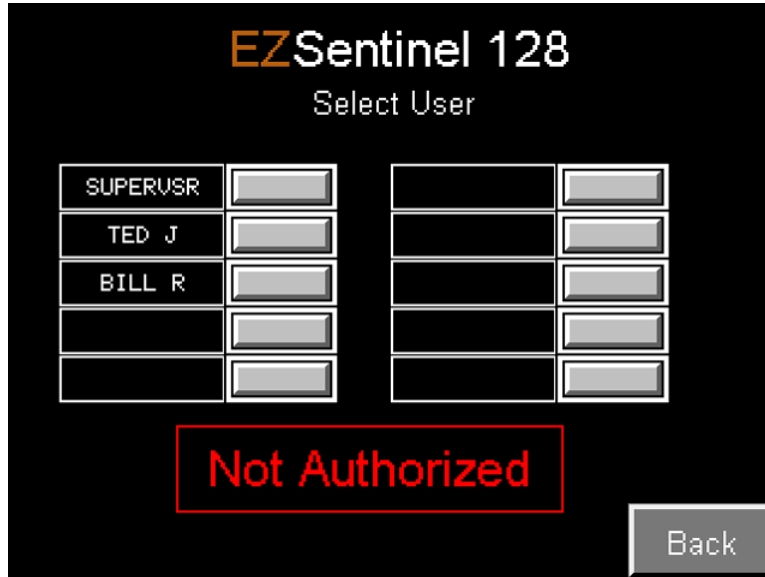 EZSentinel 128
Select User
SUPERVSR
TED J
BILL R
Not Authorized
Back